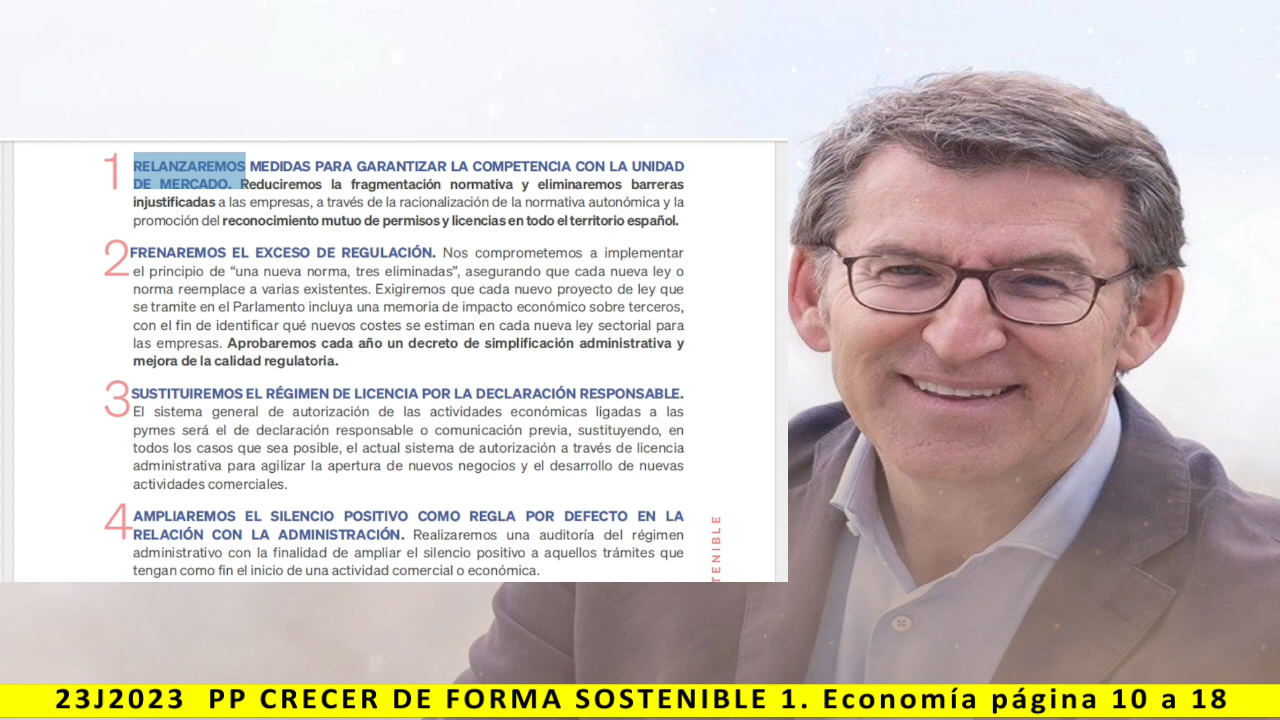 1 RELANZAREMOS MEDIDAS PARA GARANTIZAR LA COMPETENCIA CON LA UNIDAD
DE MERCADO. Reduciremos la fragmentación normativa y eliminaremos barreras
injustificadas a las empresas, a través de la racionalización de la normativa autonómica y la
promoción del reconocimiento mutuo de permisos y licencias en todo el territorio español.
2 FRENAREMOS EL EXCESO DE REGULACIÓN. Nos comprometemos a implementar
el principio de “una nueva norma, tres eliminadas”, asegurando que cada nueva ley o
norma reemplace a varias existentes. Exigiremos que cada nuevo proyecto de ley que
se tramite en el Parlamento incluya una memoria de impacto económico sobre terceros,
con el fin de identificar qué nuevos costes se estiman en cada nueva ley sectorial para
las empresas. Aprobaremos cada año un decreto de simplificación administrativa y
mejora de la calidad regulatoria.
3 SUSTITUIREMOS EL RÉGIMEN DE LICENCIA POR LA DECLARACIÓN RESPONSABLE.
El sistema general de autorización de las actividades económicas ligadas a las
pymes será el de declaración responsable o comunicación previa, sustituyendo, en
todos los casos que sea posible, el actual sistema de autorización a través de licencia
administrativa para agilizar la apertura de nuevos negocios y el desarrollo de nuevas
actividades comerciales.
4 AMPLIAREMOS EL SILENCIO POSITIVO COMO REGLA POR DEFECTO EN LA
RELACIÓN CON LA ADMINISTRACIÓN. Realizaremos una auditoría del régimen
administrativo con la finalidad de ampliar el silencio positivo a aquellos trámites que
tengan como fin el inicio de una actividad comercial o económica.
TENIBLE
23J2023 PP CRECER DE FORMA SOSTENIBLE 1. Economía página 10 a 18